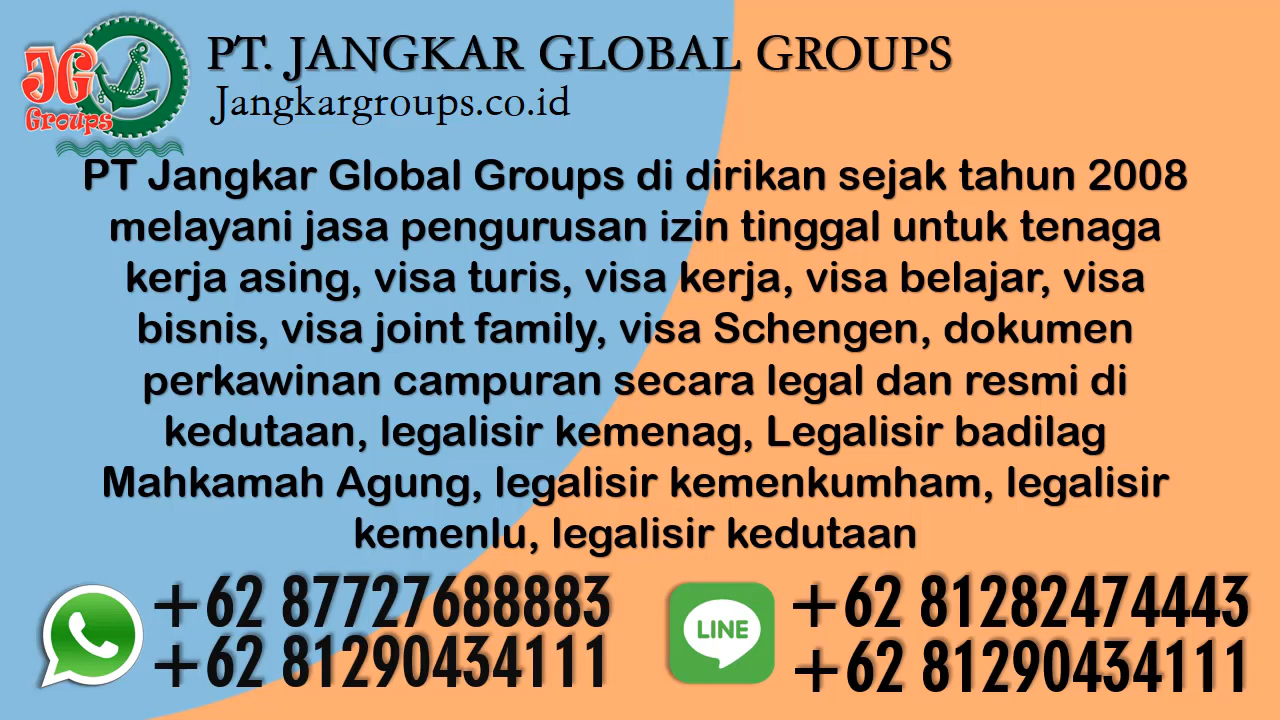 JG
Groups
PT. JANGKAR GLOBAL GROUPS
Jangkargroups.co.id
PT Jangkar Global Groups di dirikan sejak tahun 2008
melayani jasa pengurusan izin tinggal untuk tenaga
kerja asing, visa turis, visa kerja, visa belajar, visa
bisnis, visa joint family, visa Schengen, dokumen
perkawinan campuran secara legal dan resmi di
kedutaan, legalisir kemenag, Legalisir badilag
Mahkamah Agung, legalisir kemenkumham, legalisir
kemenlu, legalisir kedutaan
+62 87727688883
+62 81290434111
LINE
+62 81282474443
+62 81290434111